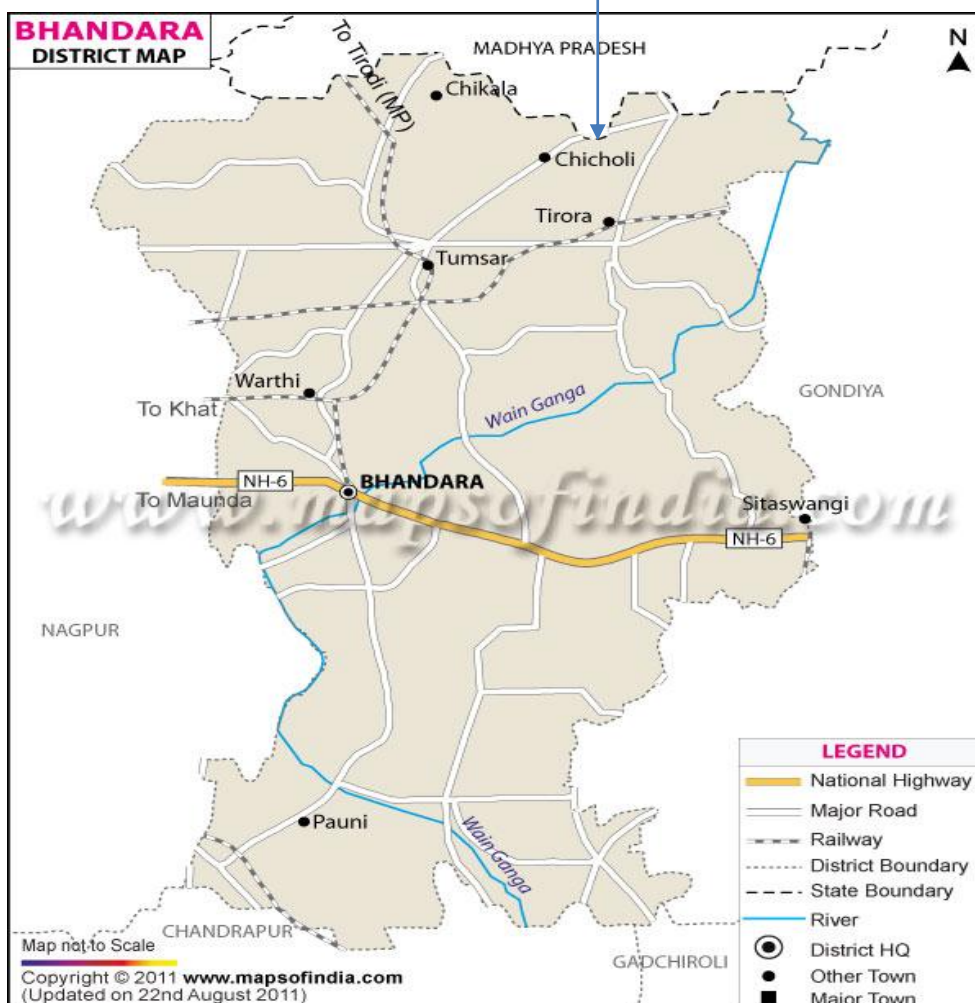 BHANDARA
DISTRICT MAP
To Tirodi (MP)
MADHYA PRADESH
N
Chikala
Chicholi
Tirora
Tumsar
Warthi
To Khat
Wain Ganga
GONDIYA
NH-6
BHANDARA
To Maunda
www.mapsofindia.com
Sitaswangi
NH-6
NAGPUR
Pauni
Wain Ganga
CHANDRAPUR
GADCHIROLI
LEGEND
National Highway
Major Road
Railway
District Boundary
State Boundary
River
District HQ
Other Town
Major Town
Map not to Scale
Copyright © 2011 www.mapsofindia.com
(Updated on 22nd August 2011)